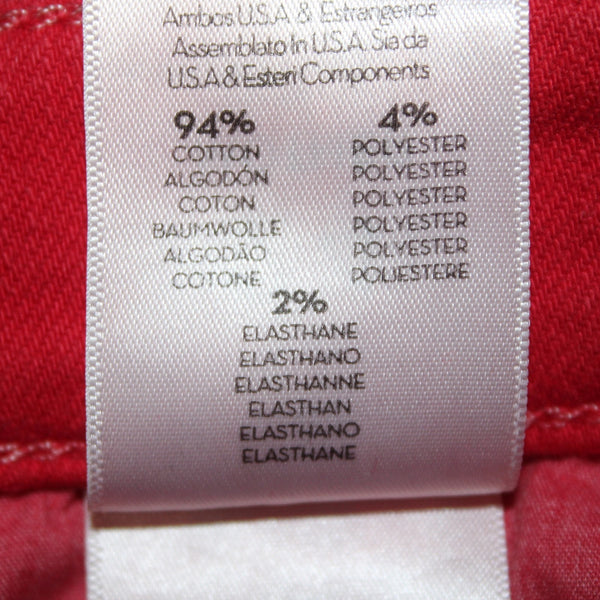 Ambos U.S.A & Estrangeiros
Assemblato In U.S.A. Sia da
U.S.A & Esteri Components
94% 4%
COTTON POLYESTER
ALGODÓN POLYESTER
COTON POLYESTER
BAUMWOLLE POLYESTER
ALGODÃO POLYESTER
COTONE POLIESTERE
2%
ELASTHANE
ELASTHANO
ELASTHANNE
ELASTHAN
ELASTHANO
ELASTHANE